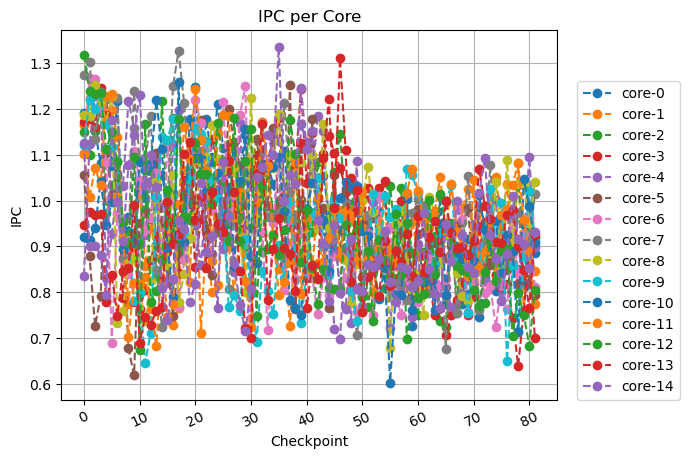 IPC per Core
IPC
1.3
1.2
1.1
1.0
0.9
0.8
0.7
0.6
0
10
20
30
40
50
60
70
80
Checkpoint
core-0
core-1
core-2
core-3
core-4
core-5
core-6
core-7
core-8
core-9
core-10
core-11
core-12
core-13
core-14